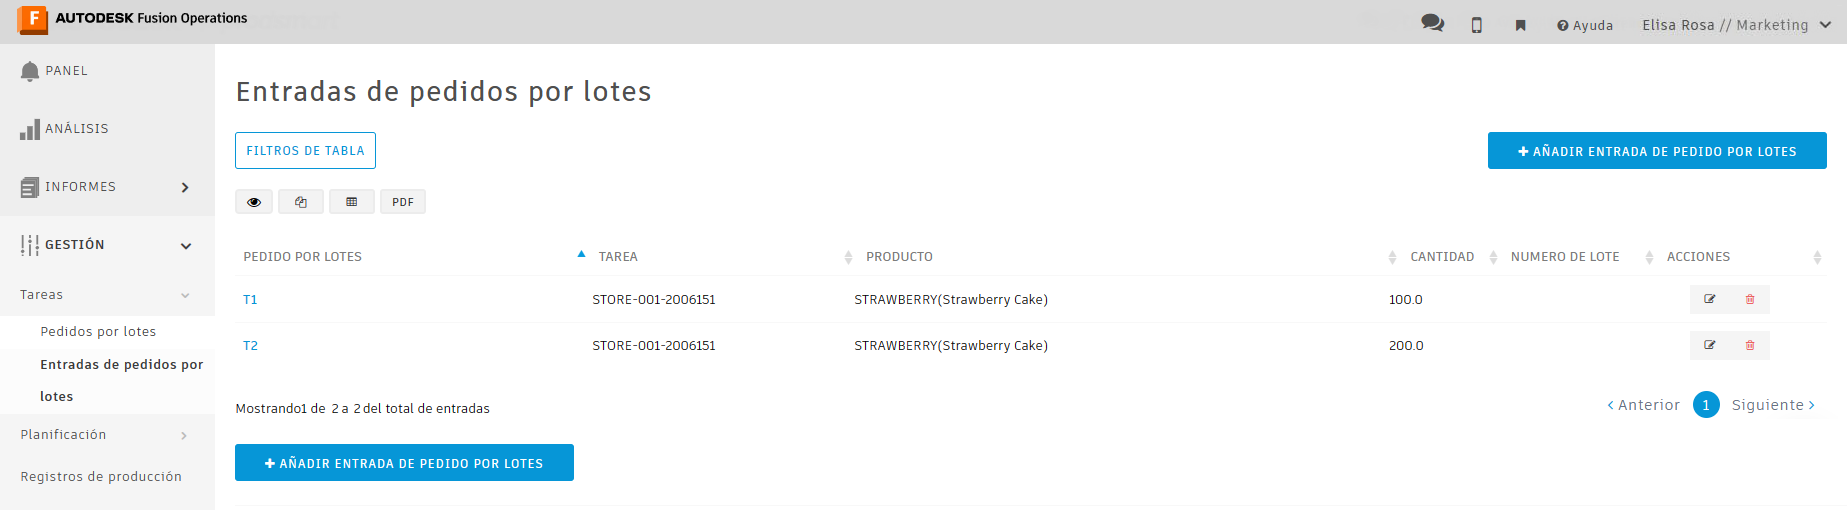 F AUTODESK Fusion Operations
Ayuda
Elisa Rosa // Marketing
PANEL
ANÁLISIS
INFORMES
GESTIÓN
Tareas
Pedidos por lotes
Entradas de pedidos por
lotes
Planificación
Registros de producción
Entradas de pedidos por lotes
FILTROS DE TABLA
+ AÑADIR ENTRADA DE PEDIDO POR LOTES
PDF
PEDIDO POR LOTES TAREA PRODUCTO CANTIDAD NUMERO DE LOTE ACCIONES
T1 STORE-001-2006151 STRAWBERRY(Strawberry Cake) 100.0
T2 STORE-001-2006151 STRAWBERRY(Strawberry Cake) 200.0
Mostrando1 de 2 a 2 del total de entradas
< Anterior 1 Siguiente >
+ AÑADIR ENTRADA DE PEDIDO POR LOTES